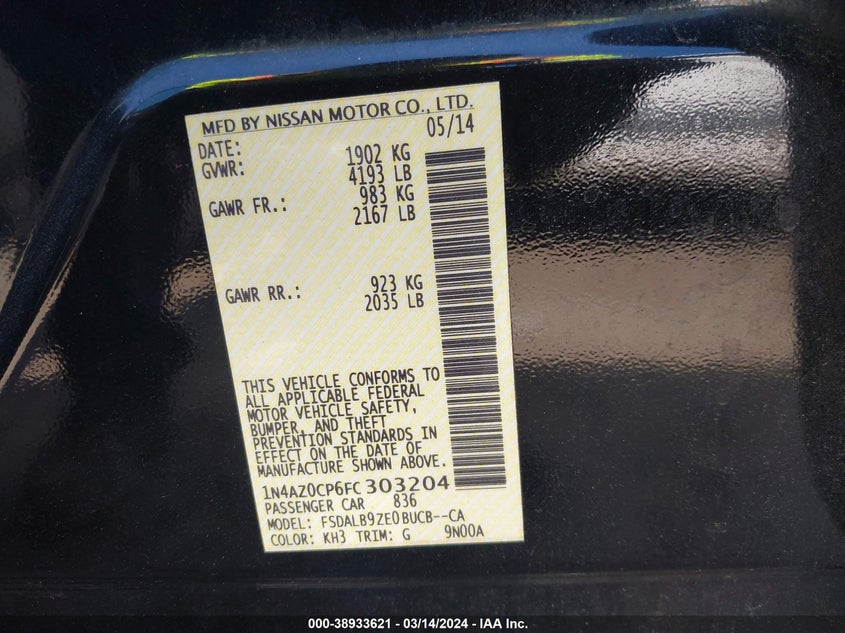 MFD BY NISSAN MOTOR CO., LTD.
DATE: 05/14
GVWR: 1902 KG
4193 LB
GAWR FR.: 983 KG
2167 LB
GAWR RR.: 923 KG
2035 LB
THIS VEHICLE CONFORMS TO
ALL APPLICABLE FEDERAL
MOTOR VEHICLE SAFETY,
BUMPER, AND THEFT
PREVENTION STANDARDS IN
EFFECT ON THE DATE OF
MANUFACTURE SHOWN ABOVE.
1N4AZ0CP6FC303204
PASSENGER CAR 836
MODEL: FSDALB9ZE0BUCB--CA
COLOR: KH3 TRIM: G 9N00A
000-38933621 - 03/14/2024 - IAA Inc.